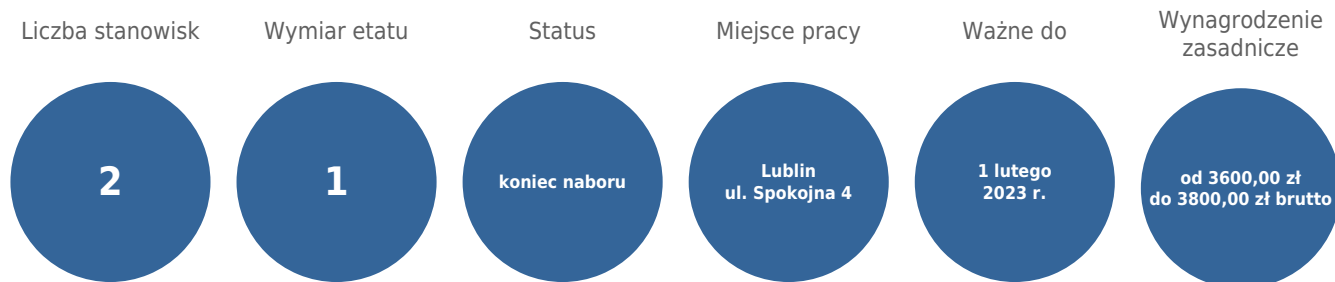 Liczba stanowisk
2
Wymiar etatu
1
Status
koniec naboru
Miejsce pracy
Lublin
ul. Spokojna 4
Ważne do
1 lutego
2023 r.
Wynagrodzenie
zasadnicze
od 3600,00 zł
do 3800,00 zł brutto